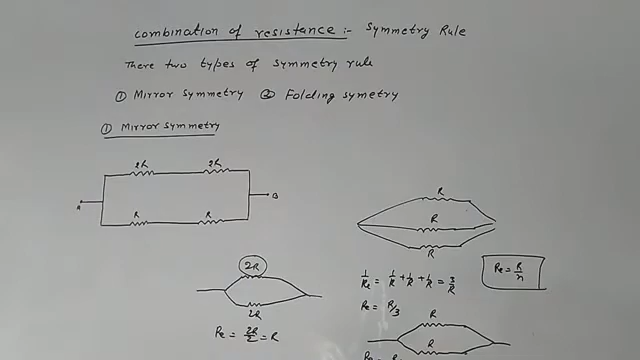 combination of resistance :- Symmetry Rule
There two types of symmetry rule
① Mirror symmetry ② Folding symetry
① Mirror symmetry
2R 2R
A B
R R
R
R
R
1/Re = 1/R + 1/R + 1/R = 3/R
Re = R/3
Re = R/n
2R
2R
Re = 2R/2 = R
R
R